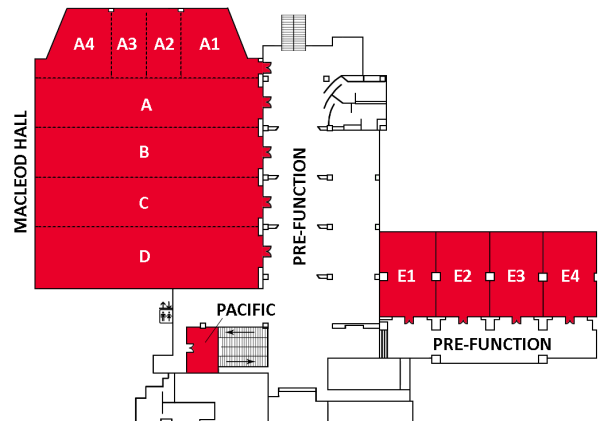 A4 A3 A2 A1
A
MACLEOD HALL
B
PRE-FUNCTION
C
D
E1 E2 E3 E4
PACIFIC
PRE-FUNCTION